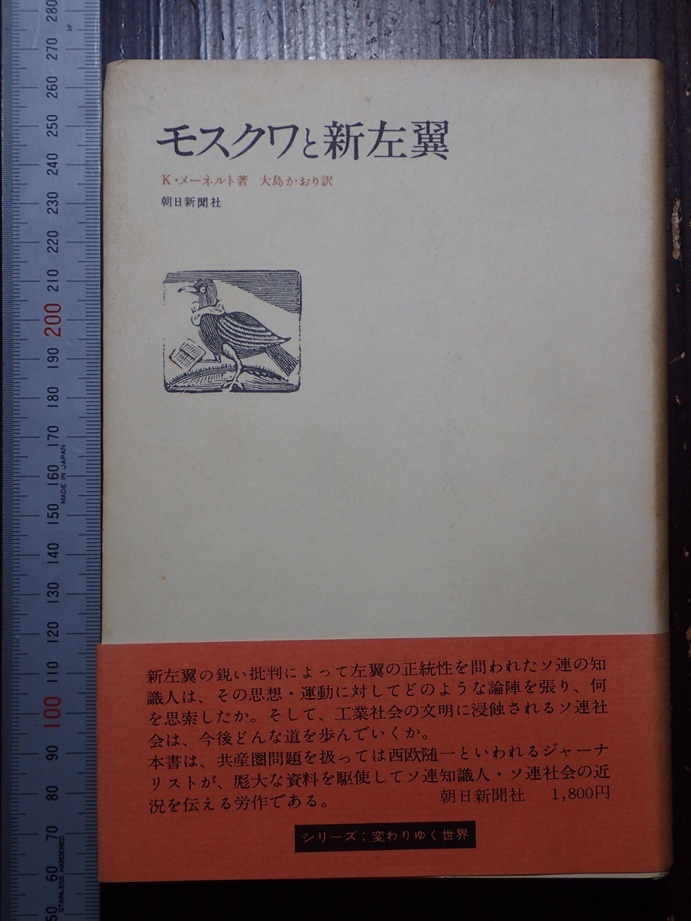 モスクワと新左翼
K・メーネルト著 大島かおり訳
朝日新聞社
新左翼の鋭い批判によって左翼の正統性を問われたソ連の知
識人は、その思想・運動に対してどのような論陣を張り、何
を思索したか。そして、工業社会の文明に浸蝕されるソ連社
会は、今後どんな道を歩んでいくか。
本書は、共産圏問題を扱っては西欧随一といわれるジャーナ
リストが、厖大な資料を駆使してソ連知識人・ソ連社会の近
況を伝える労作である。
朝日新聞社 1,800円
シリーズ：変わりゆく世界
280
270
260
250
240
230
220
210
200
190
180
170
160
150
140
130
120
110
100
90
80
70
60
50
MADE IN JAPAN
STAINLESS HARDENED